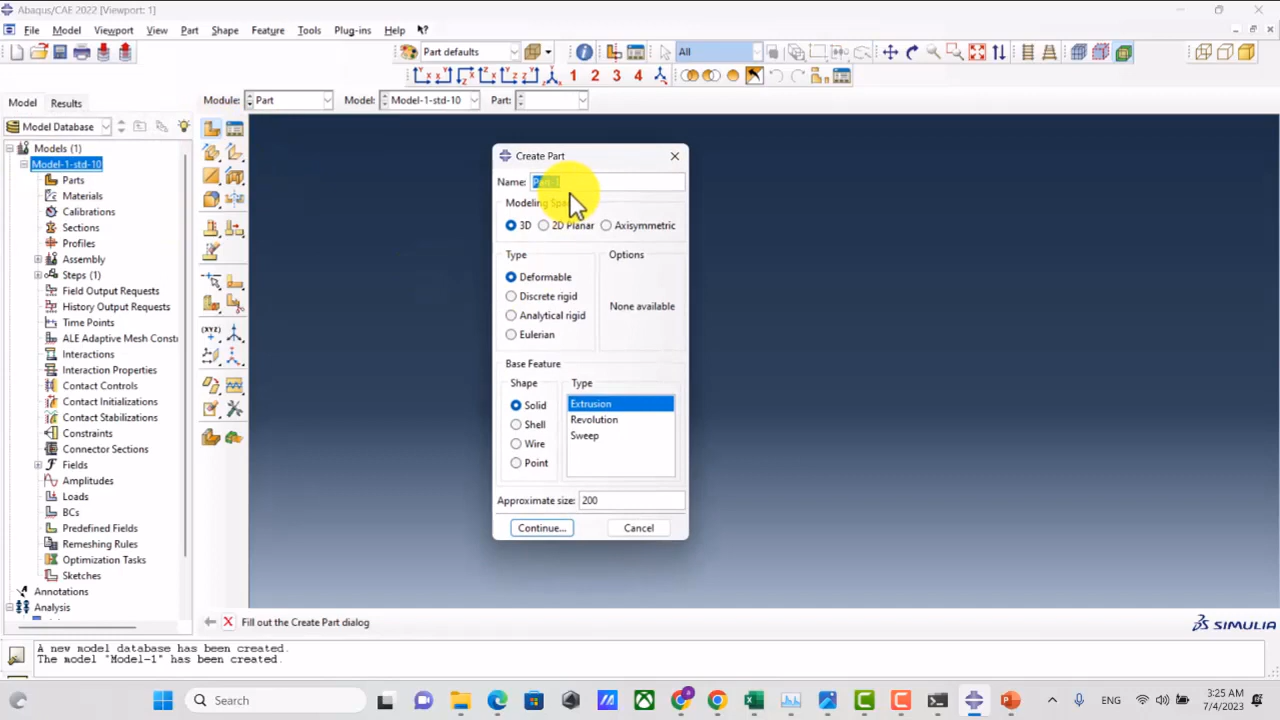 Abaqus/CAE 2022 [Viewport: 1]
File Model Viewport View Part Shape Feature Tools Plug-ins Help
Part defaults
All
1 2 3 4
Model Results
Module: Part Model: Model-1-std-10 Part:
Model Database
Models (1)
Model-1-std-10
Parts
Materials
Calibrations
Sections
Profiles
Assembly
Steps (1)
Field Output Requests
History Output Requests
Time Points
ALE Adaptive Mesh Constr
Interactions
Interaction Properties
Contact Controls
Contact Initializations
Contact Stabilizations
Constraints
Connector Sections
Fields
Amplitudes
Loads
BCs
Predefined Fields
Remeshing Rules
Optimization Tasks
Sketches
Annotations
Analysis
(XYZ)
Create Part
Name: Part-1
Modeling Space
3D 2D Planar Axisymmetric
Type
Options
Deformable
Discrete rigid
Analytical rigid
Eulerian
None available
Base Feature
Shape
Type
Solid
Shell
Wire
Point
Extrusion
Revolution
Sweep
Approximate size: 200
Continue... Cancel
Fill out the Create Part dialog
SIMULIA
A new model database has been created.
The model "Model-1" has been created.
Search
3:25 AM
7/4/2023